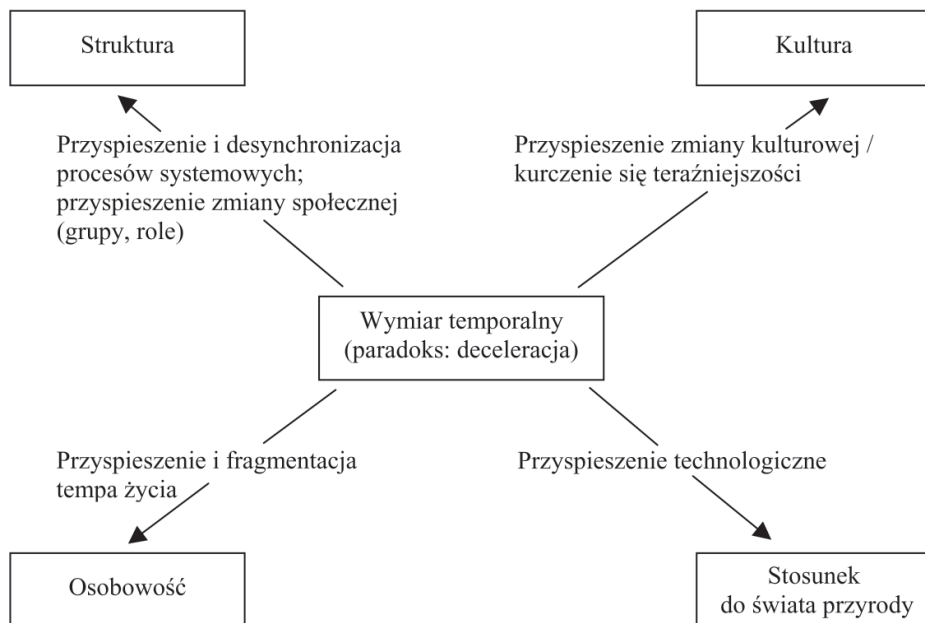 Struktura
Kultura
Przyspieszenie i desynchronizacja
procesów systemowych;
przyspieszenie zmiany społecznej
(grupy, role)
Przyspieszenie zmiany kulturowej /
kurczenie się teraźniejszości
Wymiar temporalny
(paradoks: deceleracja)
Przyspieszenie i fragmentacja
tempa życia
Przyspieszenie technologiczne
Osobowość
Stosunek
do świata przyrody